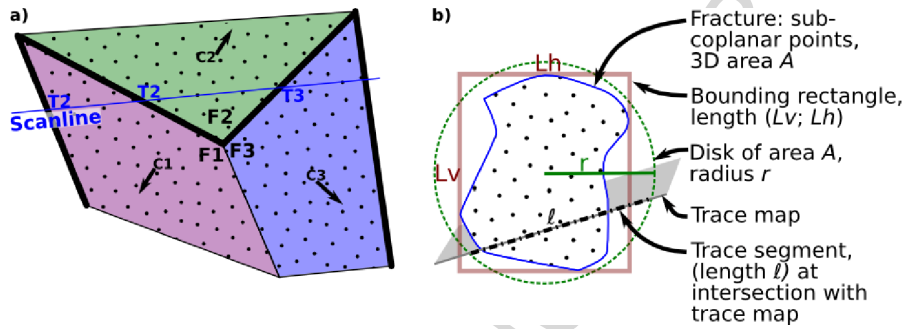 a)
C2
T2
T2
T3
Scanline
F2
F1
F3
C1
C3
b)
Lh
Lv
r
ℓ
Fracture: sub-
coplanar points,
3D area A
Bounding rectangle,
length (Lv; Lh)
Disk of area A,
radius r
Trace map
Trace segment,
(length ℓ) at
intersection with
trace map